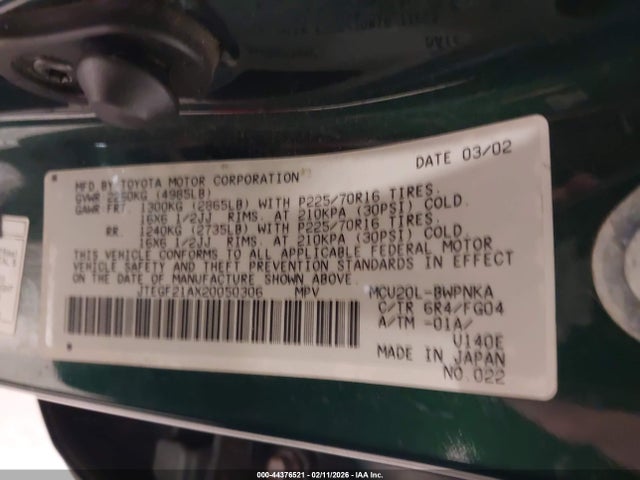 DATE 03/02
MFD.BY TOYOTA MOTOR CORPORATION
GVWR 2260KG (4985LB)
GAWR FRT. 1300KG (2865LB) WITH P225/70R16 TIRES.
16X6 1/2JJ RIMS. AT 210KPA (30PSI) COLD.
RR. 1240KG (2735LB) WITH P225/70R16 TIRES.
16X6 1/2JJ RIMS. AT 210KPA (30PSI) COLD.
THIS VEHICLE CONFORMS TO ALL APPLICABLE FEDERAL MOTOR
VEHICLE SAFETY AND THEFT PREVENTION STANDARDS IN EFFECT
ON THE DATE OF MANUFACTURE SHOWN ABOVE.
JTEGF21AX20050306 MPV MCU20L-BWPNKA
C/TR 6R4/FG04
A/TM -01A/
U140E
MADE IN JAPAN
NO.022
000-44376521 - 02/11/2026 - IAA Inc.